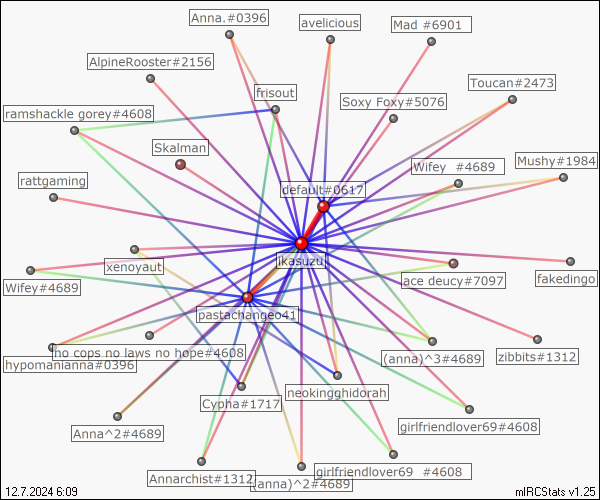 Anna.#0396
avelicious
Mad #6901
AlpineRooster#2156
Toucan#2473
frisout
Soxy Foxy#5076
ramshackle gorey#4608
Skalman
Wifey #4689
Mushy#1984
rattgaming
default#0617
ikasuzu
xenoyaut
ace deucy#7097
fakedingo
Wifey#4689
pastachangeo41
no cops no laws no hope#4608
hypomanianna#0396
(anna)^3#4689
zibbits#1312
neokingghidorah
Cypha#1717
girlfriendlover69#4608
Anna^2#4689
Annarchist#1312
(anna)^2#4689
girlfriendlover69 #4608
12.7.2024 6:09
mIRCStats v1.25